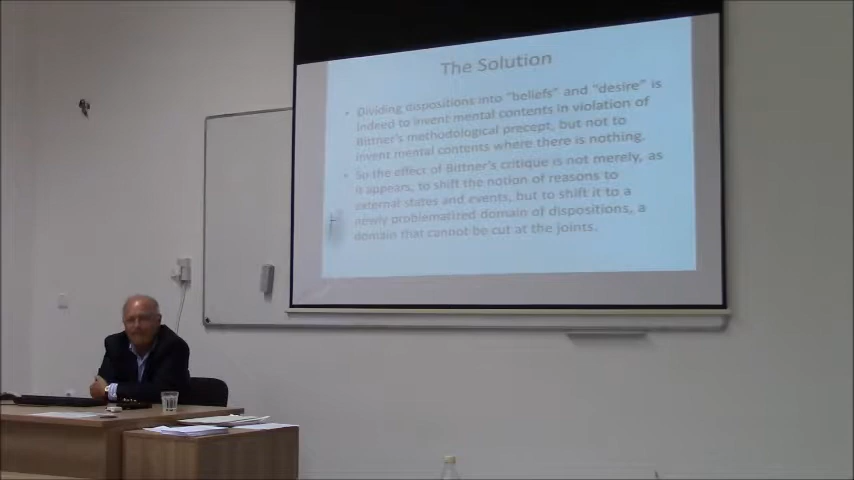 The Solution
• Dividing dispositions into "beliefs" and "desire" is
indeed to invent mental contents in violation of
Bittner's methodological precept, but not to
invent mental contents where there is nothing.
• So the effect of Bittner's critique is not merely, as
it appears, to shift the notion of reasons to
external states and events, but to shift it to a
newly problematized domain of dispositions, a
domain that cannot be cut at the joints.